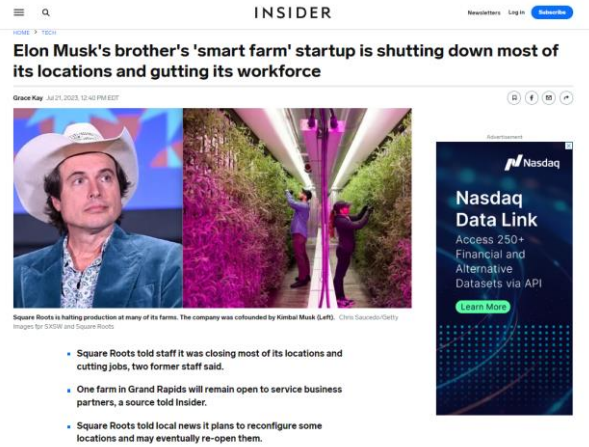 INSIDER
Newsletters Log in Subscribe
HOME > TECH
Elon Musk's brother's 'smart farm' startup is shutting down most of
its locations and gutting its workforce
Grace Kay Jul 21, 2023, 12:40 PM EDT
Advertisement
Nasdaq
Nasdaq
Data Link
Access 250+
Financial and
Alternative
Datasets via API
Learn More
Square Roots is halting production at many of its farms. The company was cofounded by Kimbal Musk (Left). Chris Saucedo/Getty
Images for SXSW and Square Roots
Square Roots told staff it was closing most of its locations and
cutting jobs, two former staff said.
One farm in Grand Rapids will remain open to service business
partners, a source told Insider.
Square Roots told local news it plans to reconfigure some
locations and may eventually re-open them.